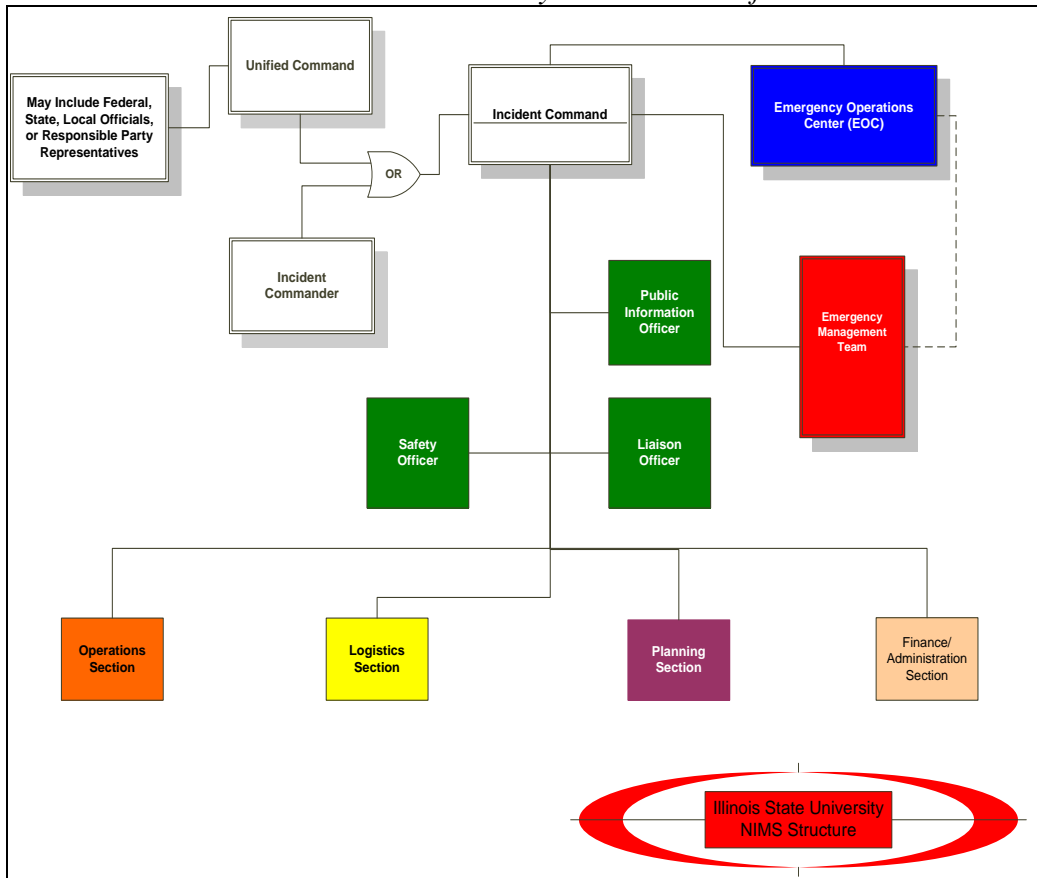 Unified Command
May Include Federal,
State, Local Officials,
or Responsible Party
Representatives
Incident Command
Emergency Operations
Center (EOC)
OR
Incident
Commander
Public
Information
Officer
Emergency
Management
Team
Safety
Officer
Liaison
Officer
Operations
Section
Logistics
Section
Planning
Section
Finance/
Administration
Section
Illinois State University
NIMS Structure